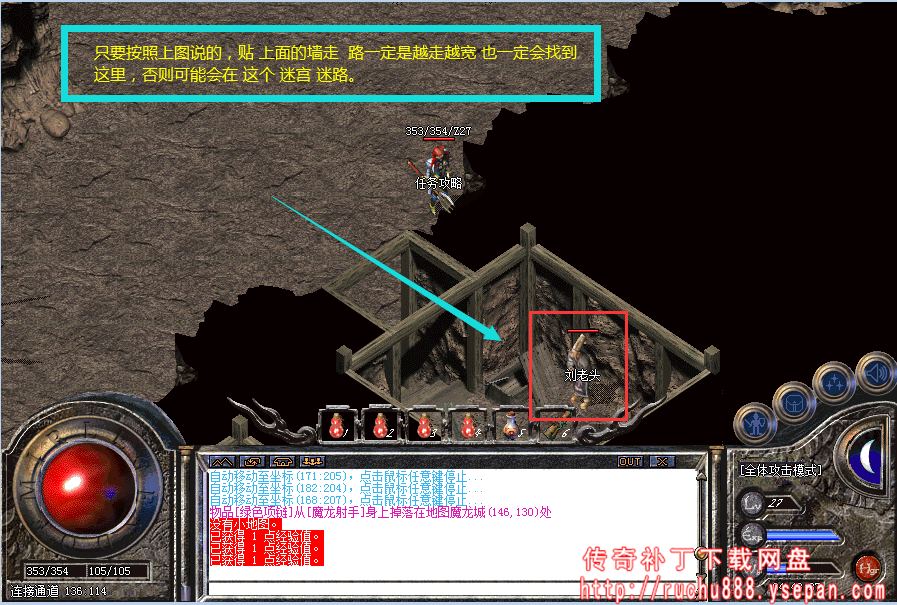 只要按照上图说的，贴 上面的墙走 路一定是越走越宽 也一定会找到
这里，否则可能会在 这个 迷宫 迷路。
353/354/Z27
任务攻略
刘老头
1 2 3 4 5 6
OUT X
自动移动至坐标(171:205)，点击鼠标任意键停止...
自动移动至坐标(182:204)，点击鼠标任意键停止...
自动移动至坐标(168:207)，点击鼠标任意键停止...
物品[绿色项链]从[魔龙射手]身上掉落在地图魔龙城(146,130)处
没有小地图。
已获得 1 点经验值。
已获得 1 点经验值。
已获得 1 点经验值。
[全体攻击模式]
Lv 27
Exp
353/354 105/105
连接通道 136:114
传奇补丁下载网盘
http://ruchu888.ysepan.com